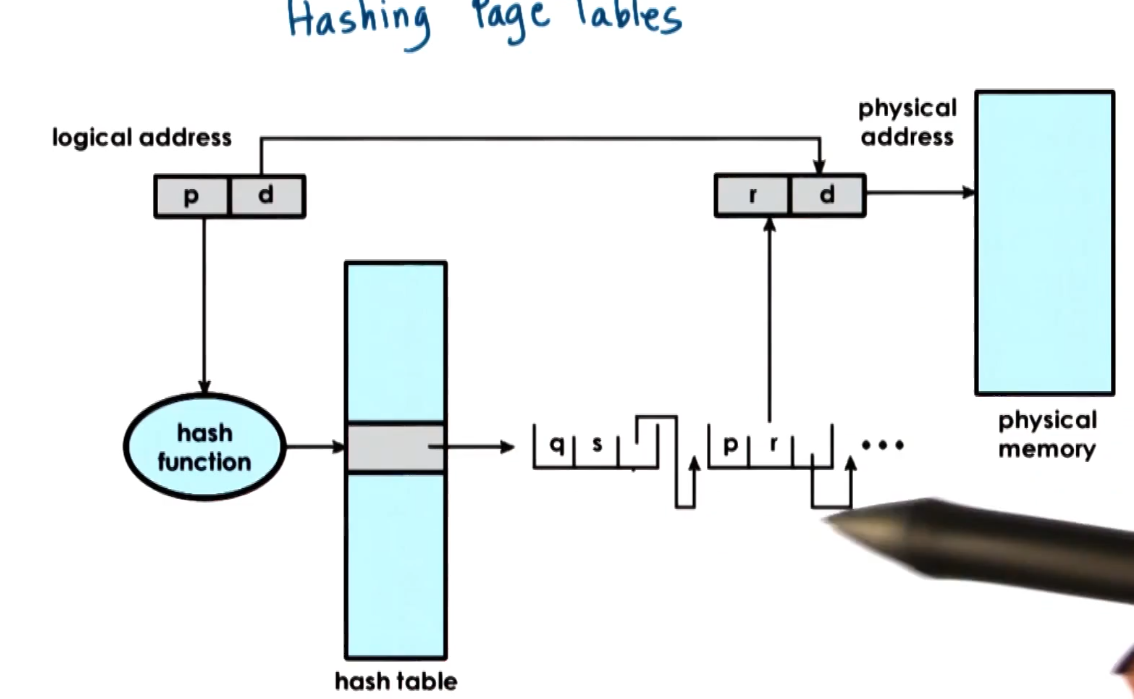 Hashing Page Tables
logical address
physical
address
p d
r d
hash
function
q s
p r
...
physical
memory
hash table